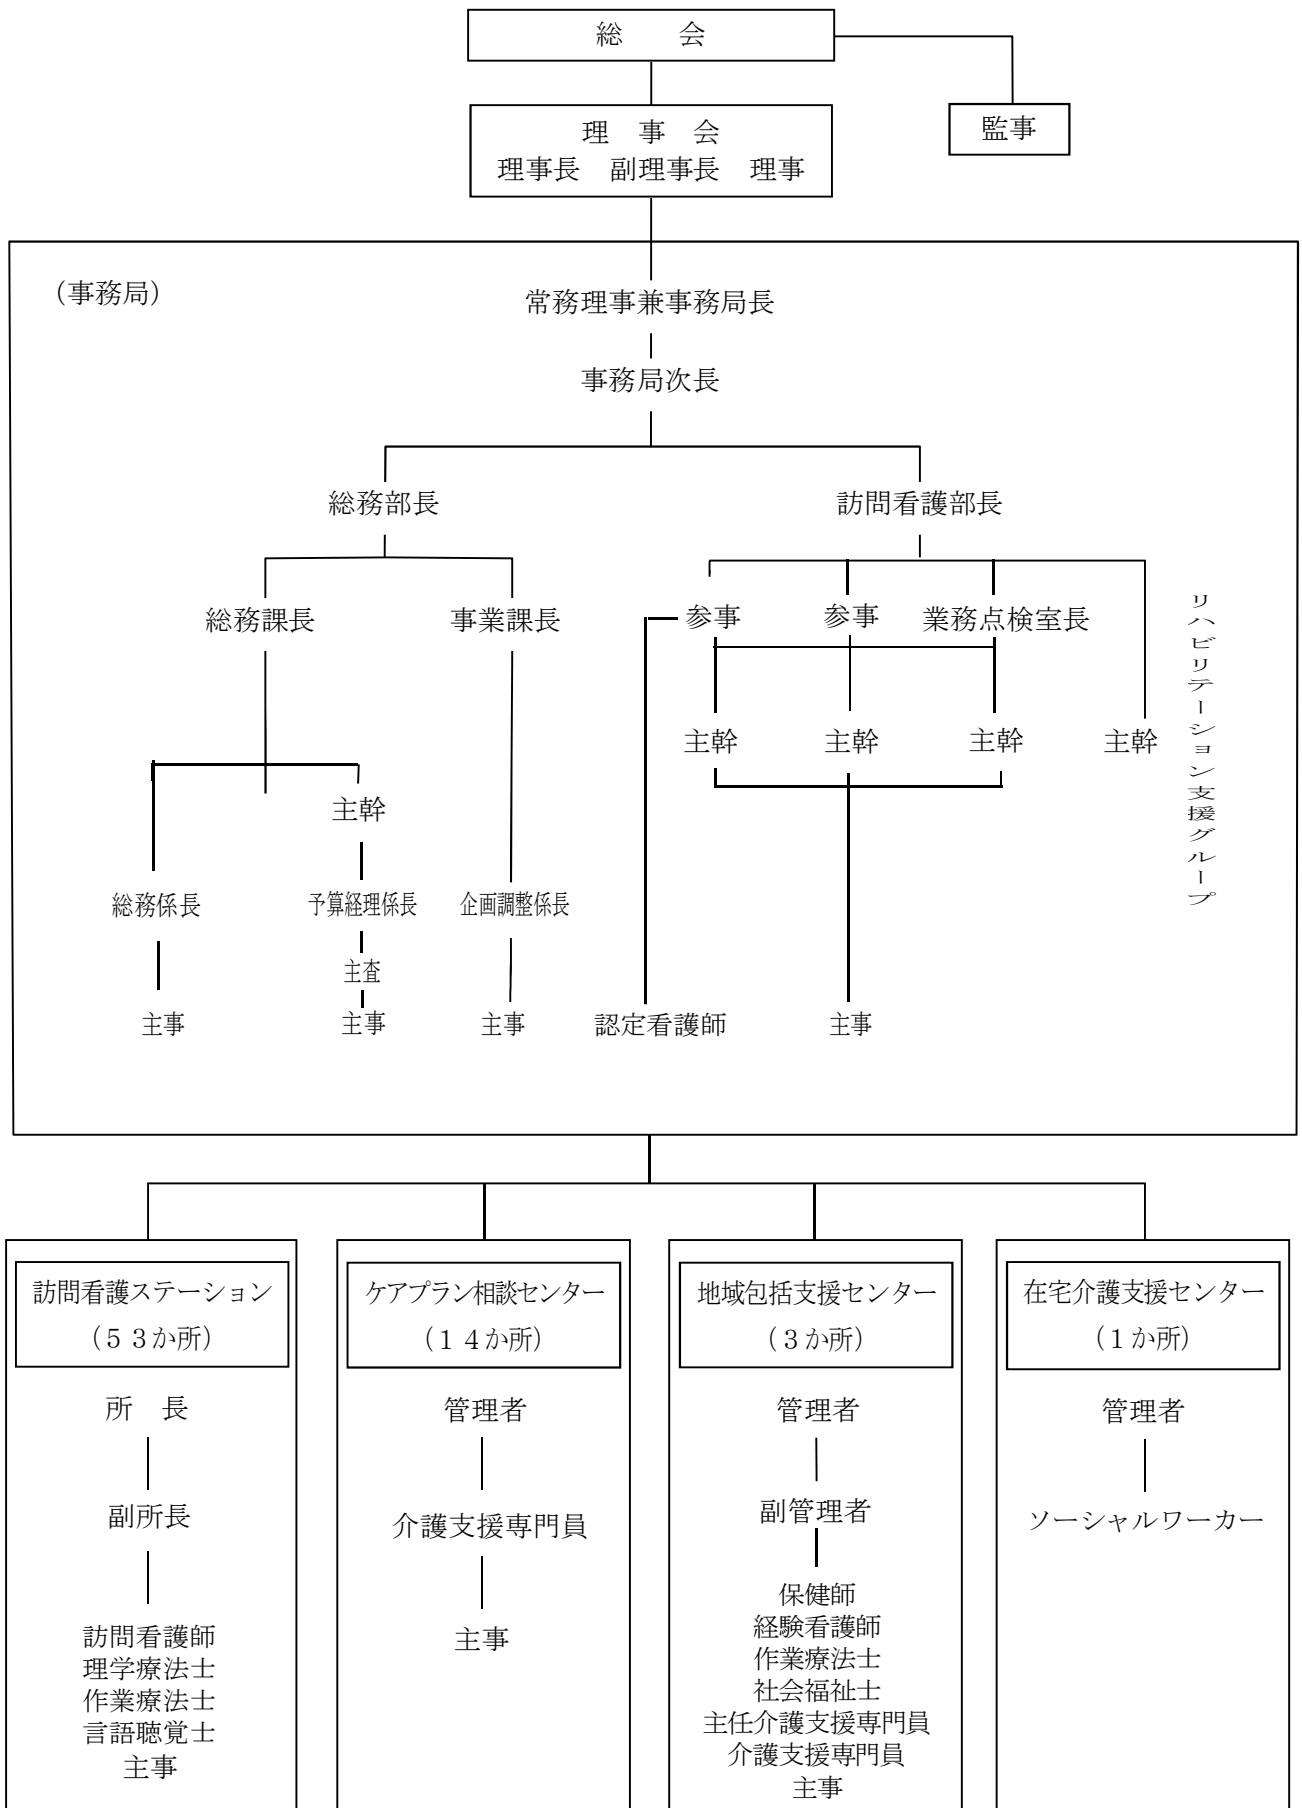 総　会
監事
理　事　会
理事長　副理事長　理事
（事務局）
常務理事兼事務局長
事務局次長
総務部長
訪問看護部長
総務課長
事業課長
参事
参事
業務点検室長
リハビリテーション支援グループ
主幹
主幹
主幹
主幹
主幹
総務係長
予算経理係長
企画調整係長
主査
主事
主事
主事
認定看護師
主事
訪問看護ステーション
（５３か所）
所　長
副所長
訪問看護師
理学療法士
作業療法士
言語聴覚士
主事
ケアプラン相談センター
（１４か所）
管理者
介護支援専門員
主事
地域包括支援センター
（３か所）
管理者
副管理者
保健師
経験看護師
作業療法士
社会福祉士
主任介護支援専門員
介護支援専門員
主事
在宅介護支援センター
（１か所）
管理者
ソーシャルワーカー